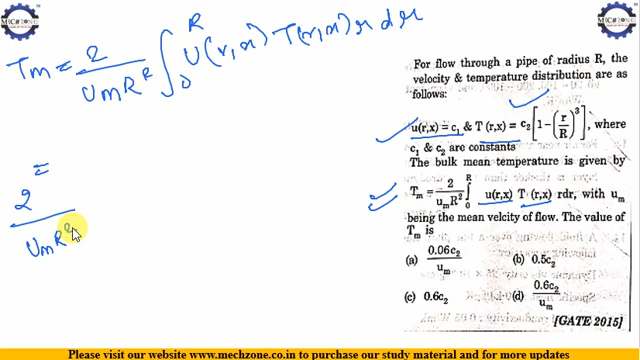 MECHZONE
MECHZONE
Tm = 2/UmR² ∫₀ᴿ U(r,x) T(r,x) r dr
=
2/UmR²
For flow through a pipe of radius R, the
velocity & temperature distribution are as
follows:
u(r,x) = c₁ & T (r,x) = c₂[1-(r/R)³], where
c₁ & c₂ are constants
The bulk mean temperature is given by
Tm = 2/umR² ∫₀ᴿ u(r,x) T (r,x) rdr, with um
being the mean velcity of flow. The value of
Tm is
(a) 0.06c₂/um (b) 0.5c₂
(c) 0.6c₂ (d) 0.6c₂/um
[GATE 2015]
Please visit our website www.mechzone.co.in to purchase our study material and for more updates.